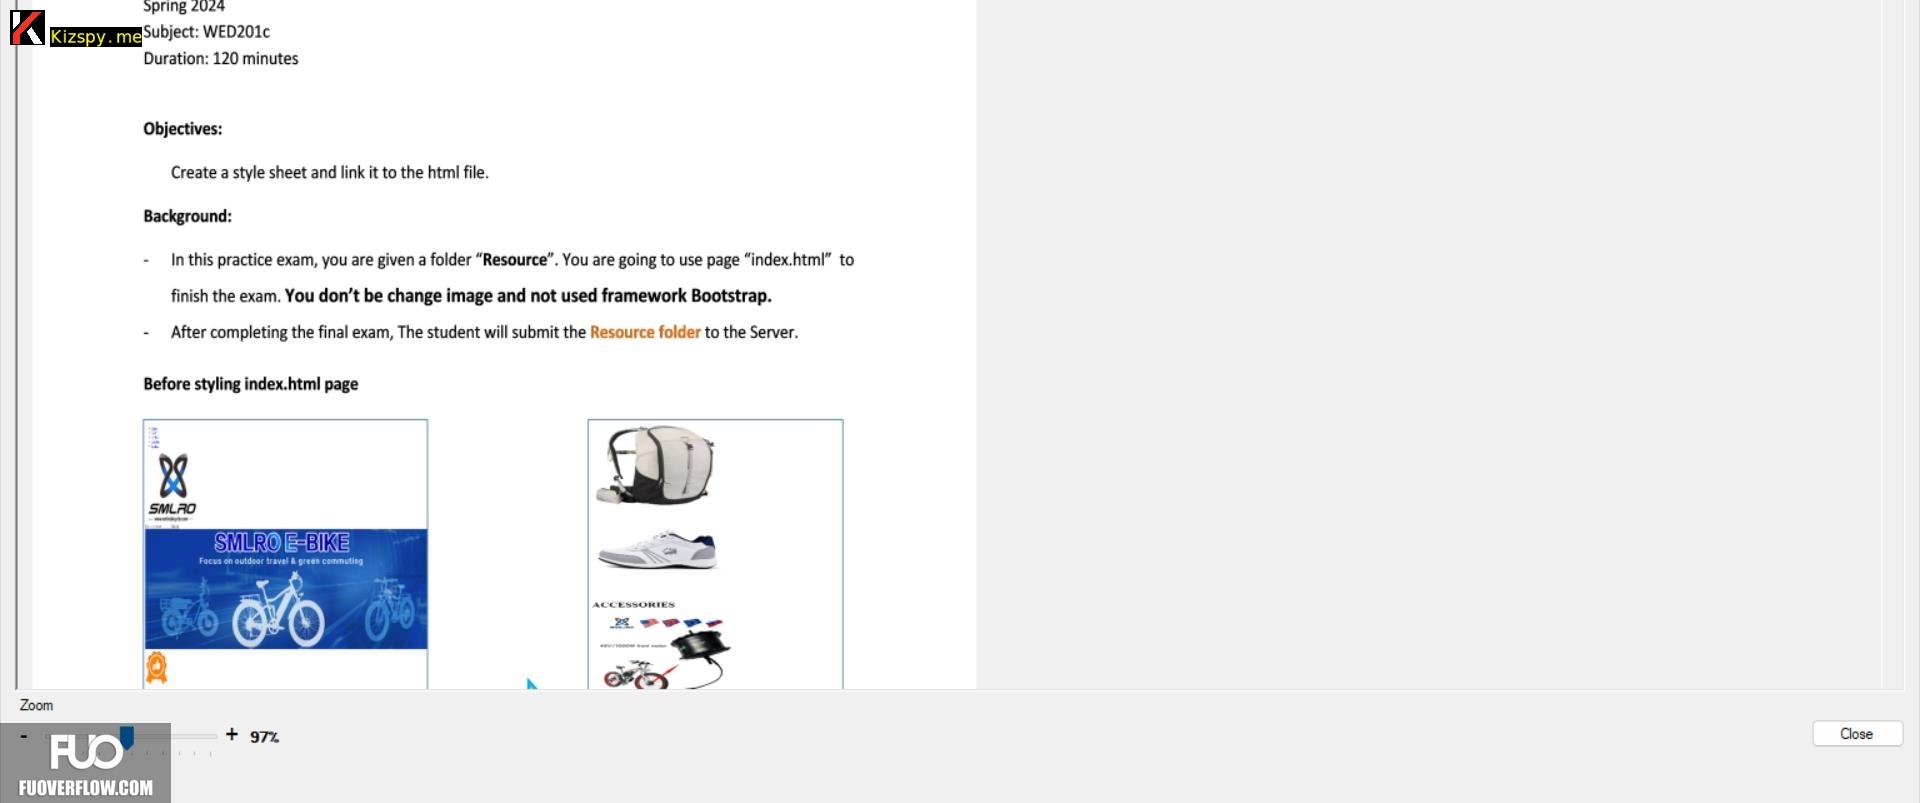 Spring 2024
Kizspy.me
Subject: WED201c
Duration: 120 minutes
Objectives:
Create a style sheet and link it to the html file.
Background:
- In this practice exam, you are given a folder “Resource”. You are going to use page “index.html” to
finish the exam. You don’t be change image and not used framework Bootstrap.
- After completing the final exam, The student will submit the Resource folder to the Server.
Before styling index.html page
SMLRO
SMLRO E-BIKE
Focus on outdoor travel & green commuting
ACCESSORIES
48V/1000W front motor
Zoom
- + 97%
Close
FUO
FUOVERFLOW.COM